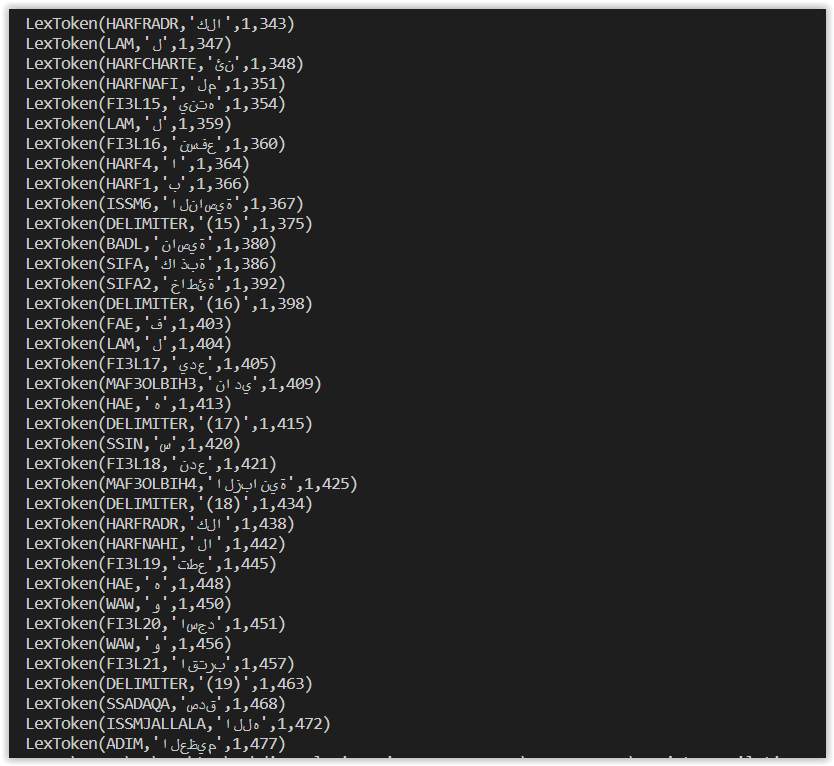 LexToken(HARFRADR,'كلا',1,343)
LexToken(LAM,'ل',1,347)
LexToken(HARFCHARTE,'ئن',1,348)
LexToken(HARFNAFI,'لم',1,351)
LexToken(FI3L15,'ينته',1,354)
LexToken(LAM,'ل',1,359)
LexToken(FI3L16,'نسفع',1,360)
LexToken(HARF4,'ا',1,364)
LexToken(HARF1,'ب',1,366)
LexToken(ISSM6,'الناصية',1,367)
LexToken(DELIMITER,'(15)',1,375)
LexToken(BADL,'ناصية',1,380)
LexToken(SIFA,'كاذبة',1,386)
LexToken(SIFA2,'خاطئة',1,392)
LexToken(DELIMITER,'(16)',1,398)
LexToken(FAE,'ف',1,403)
LexToken(LAM,'ل',1,404)
LexToken(FI3L17,'يدع',1,405)
LexToken(MAF3OLBIH3,'نادي',1,409)
LexToken(HAE,'ه',1,413)
LexToken(DELIMITER,'(17)',1,415)
LexToken(SSIN,'س',1,420)
LexToken(FI3L18,'ندع',1,421)
LexToken(MAF3OLBIH4,'الزبانية',1,425)
LexToken(DELIMITER,'(18)',1,434)
LexToken(HARFRADR,'كلا',1,438)
LexToken(HARFNAHI,'لا',1,442)
LexToken(FI3L19,'تطع',1,445)
LexToken(HAE,'ه',1,448)
LexToken(WAW,'و',1,450)
LexToken(FI3L20,'اسجد',1,451)
LexToken(WAW,'و',1,456)
LexToken(FI3L21,'اقترب',1,457)
LexToken(DELIMITER,'(19)',1,463)
LexToken(SSADAQA,'صدق',1,468)
LexToken(ISSMJALLALA,'الله',1,472)
LexToken(ADIM,'العظيم',1,477)